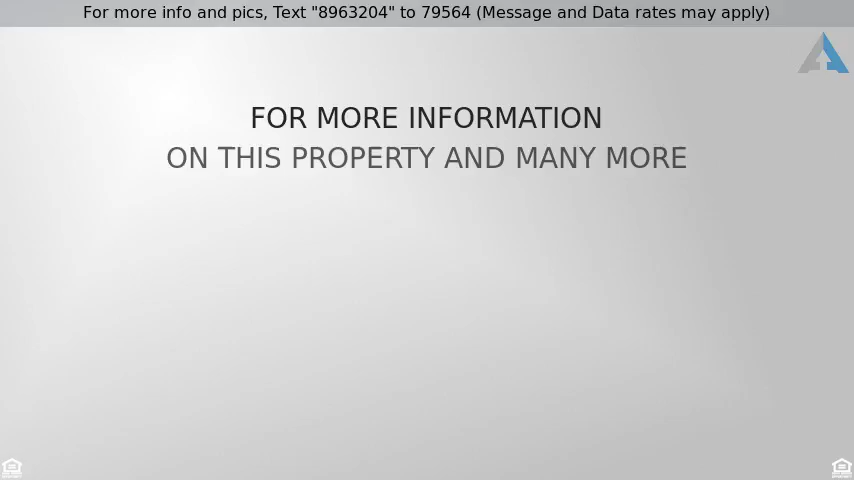 For more info and pics, Text "8963204" to 79564 (Message and Data rates may apply)
FOR MORE INFORMATION
ON THIS PROPERTY AND MANY MORE